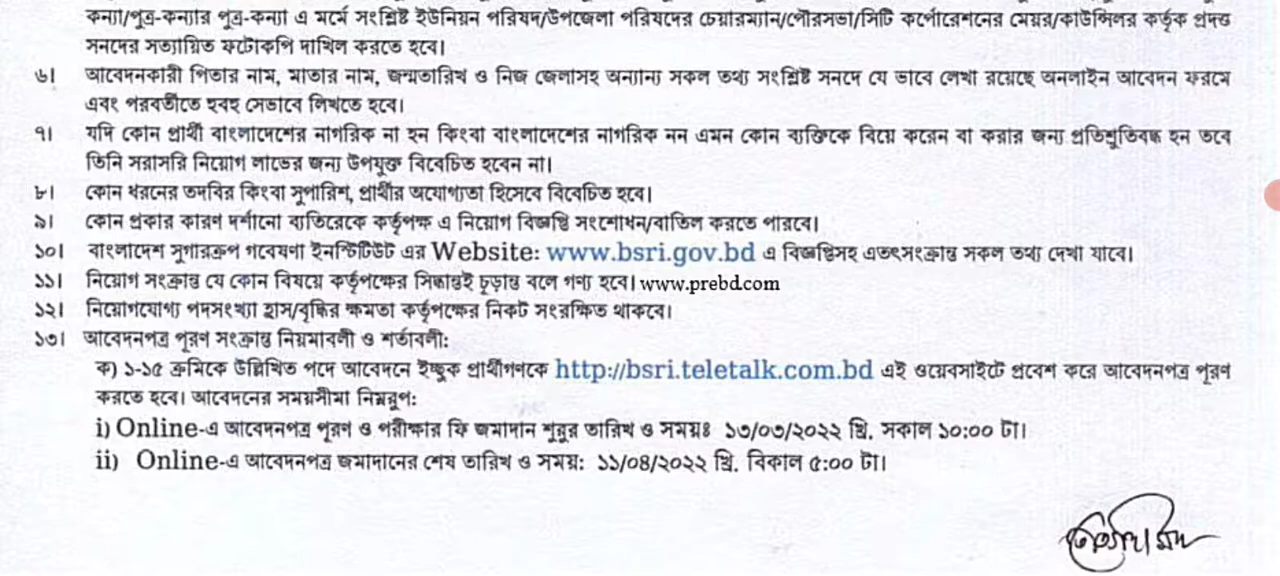 কন্যা/পুত্র-কন্যার পুত্র-কন্যা এ মর্মে সংশ্লিষ্ট ইউনিয়ন পরিষদ/উপজেলা পরিষদের চেয়ারম্যান/পৌরসভা/সিটি কর্পোরেশনের মেয়র/কাউন্সিলর কর্তৃক প্রদত্ত
সনদের সত্যায়িত ফটোকপি দাখিল করতে হবে।
৬। আবেদনকারী পিতার নাম, মাতার নাম, জন্মতারিখ ও নিজ জেলাসহ অন্যান্য সকল তথ্য সংশ্লিষ্ট সনদে যে ভাবে লেখা রয়েছে অনলাইন আবেদন ফরমে
এবং পরবর্তীতে হুবহু সেভাবে লিখতে হবে।
৭। যদি কোন প্রার্থী বাংলাদেশের নাগরিক না হন কিংবা বাংলাদেশের নাগরিক নন এমন কোন ব্যক্তিকে বিয়ে করেন বা করার জন্য প্রতিশ্রুতিবদ্ধ হন তবে
তিনি সরাসরি নিয়োগ লাভের জন্য উপযুক্ত বিবেচিত হবেন না।
৮। কোন ধরনের তদবির কিংবা সুপারিশ, প্রার্থীর অযোগ্যতা হিসেবে বিবেচিত হবে।
৯। কোন প্রকার কারণ দর্শানো ব্যতিরেকে কর্তৃপক্ষ এ নিয়োগ বিজ্ঞপ্তি সংশোধন/বাতিল করতে পারবে।
১০। বাংলাদেশ সুগারক্রপ গবেষণা ইনস্টিটিউট এর Website: www.bsri.gov.bd এ বিজ্ঞপ্তিসহ এতৎসংক্রান্ত সকল তথ্য দেখা যাবে।
১১। নিয়োগ সংক্রান্ত যে কোন বিষয়ে কর্তৃপক্ষের সিদ্ধান্তই চূড়ান্ত বলে গণ্য হবে। www.prebd.com
১২। নিয়োগযোগ্য পদসংখ্যা হ্রাস/বৃদ্ধির ক্ষমতা কর্তৃপক্ষের নিকট সংরক্ষিত থাকবে।
১৩। আবেদনপত্র পূরণ সংক্রান্ত নিয়মাবলী ও শর্তাবলী:
ক) ১-১৫ ক্রমিকে উল্লিখিত পদে আবেদনে ইচ্ছুক প্রার্থীগণকে http://bsri.teletalk.com.bd এই ওয়েবসাইটে প্রবেশ করে আবেদনপত্র পূরণ
করতে হবে। আবেদনের সময়সীমা নিম্নরুপ:
i) Online-এ আবেদনপত্র পূরণ ও পরীক্ষার ফি জমাদান শুরুর তারিখ ও সময়ঃ ১৩/০৩/২০২২ খ্রি. সকাল ১০:০০ টা।
ii) Online-এ আবেদনপত্র জমাদানের শেষ তারিখ ও সময়: ১১/০৪/২০২২ খ্রি. বিকাল ৫:০০ টা।